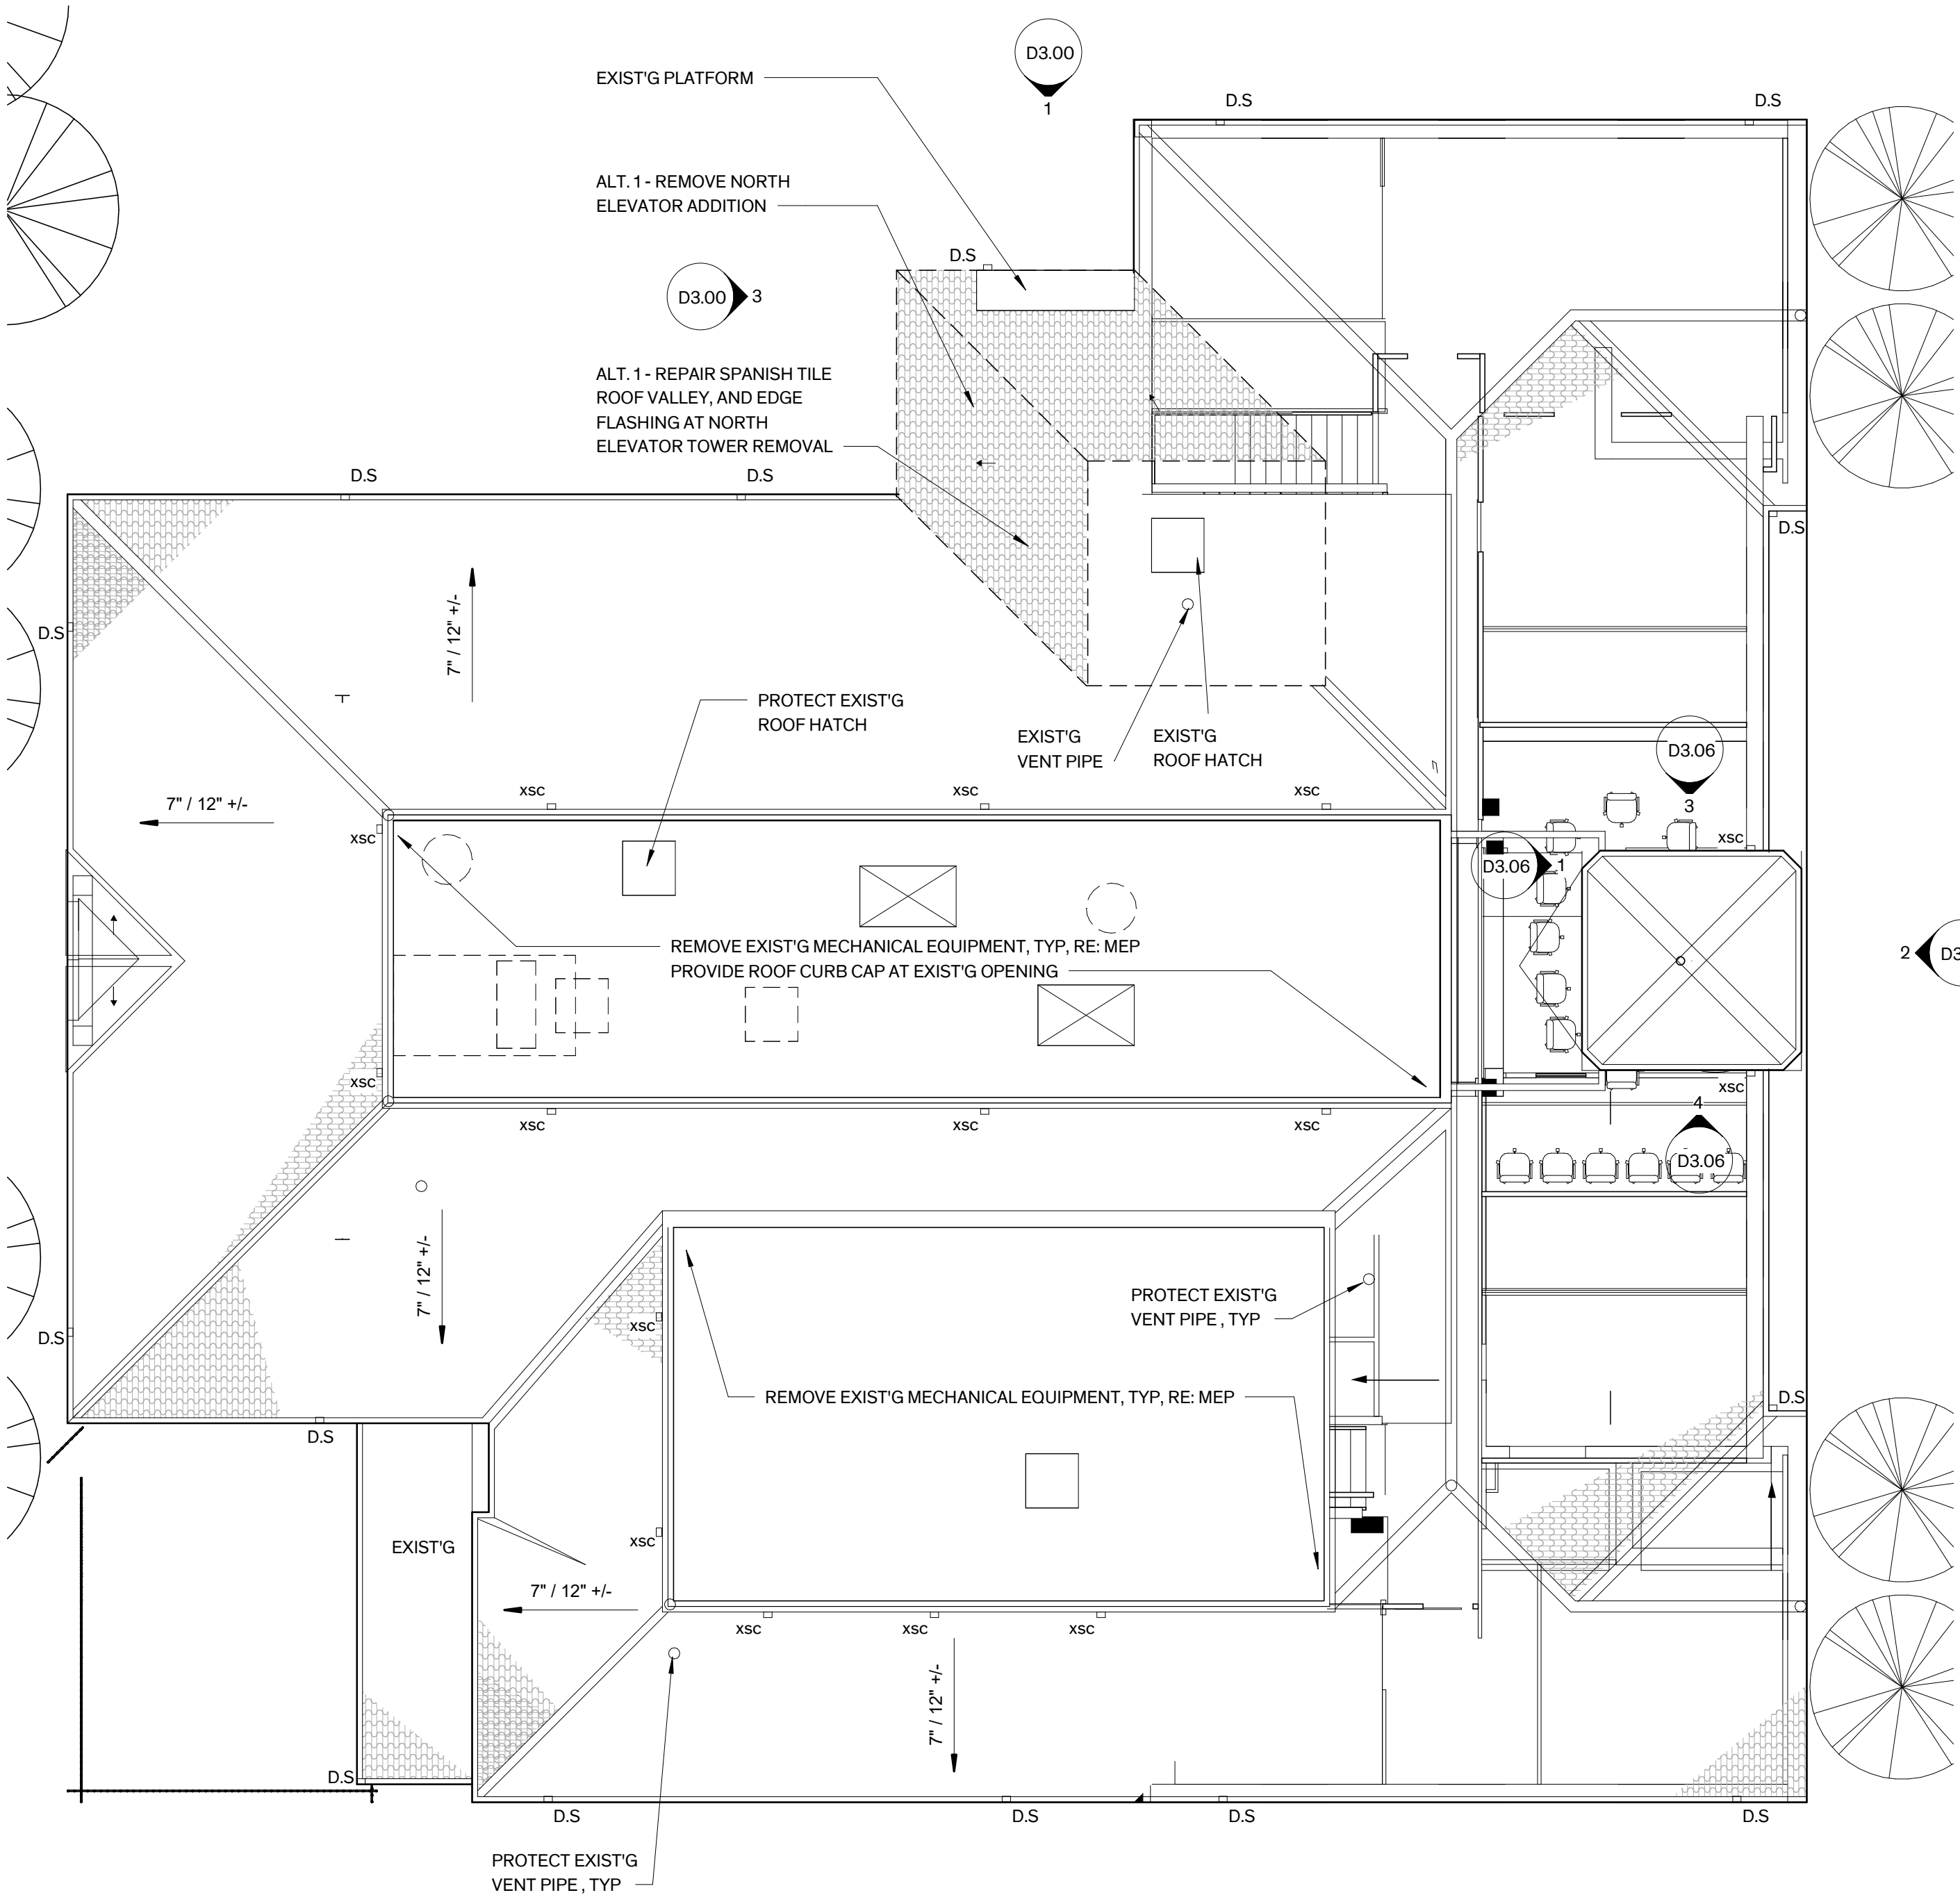 D3.00
1
EXIST'G PLATFORM
D.S
D.S
ALT. 1 - REMOVE NORTH
ELEVATOR ADDITION
D.S
D3.00
3
ALT. 1 - REPAIR SPANISH TILE
ROOF VALLEY, AND EDGE
FLASHING AT NORTH
ELEVATOR TOWER REMOVAL
D.S
D.S
D.S
D.S
7" / 12" +/-
PROTECT EXIST'G
ROOF HATCH
EXIST'G
VENT PIPE
EXIST'G
ROOF HATCH
D3.06
3
7" / 12" +/-
xsc
xsc
xsc
xsc
xsc
D3.06
1
REMOVE EXIST'G MECHANICAL EQUIPMENT, TYP, RE: MEP
PROVIDE ROOF CURB CAP AT EXIST'G OPENING
2
D3
xsc
xsc
xsc
xsc
xsc
4
D3.06
7" / 12" +/-
PROTECT EXIST'G
VENT PIPE , TYP
xsc
D.S
REMOVE EXIST'G MECHANICAL EQUIPMENT, TYP, RE: MEP
D.S
D.S
xsc
EXIST'G
7" / 12" +/-
xsc
xsc
xsc
7" / 12" +/-
D.S
D.S
D.S
D.S
D.S
PROTECT EXIST'G
VENT PIPE , TYP